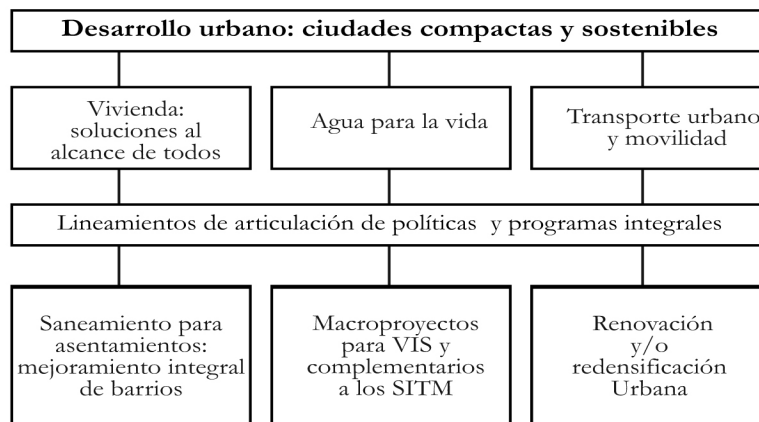 Desarrollo urbano: ciudades compactas y sostenibles
Vivienda:
soluciones al
alcance de todos
Agua para la vida
Transporte urbano
y movilidad
Lineamientos de articulación de políticas y programas integrales
Saneamiento para
asentamientos:
mejoramiento integral
de barrios
Macroproyectos
para VIS y
complementarios
a los SITM
Renovación
y/o
redensificación
Urbana